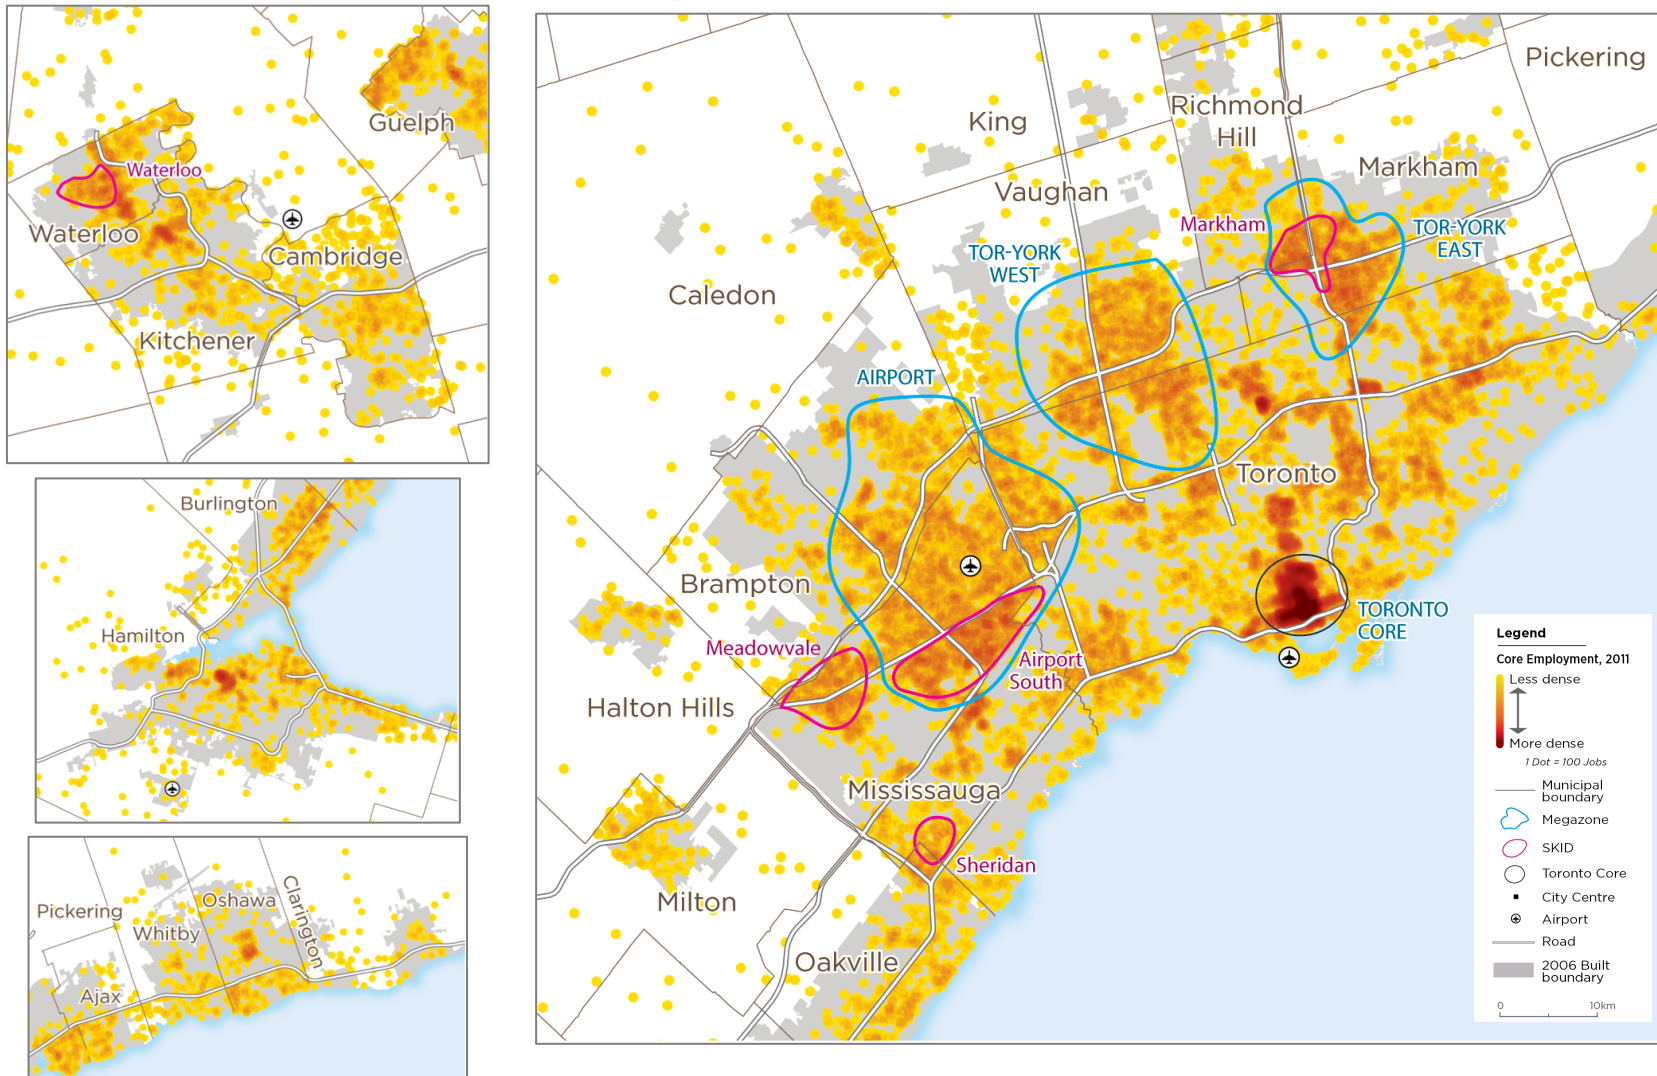 Guelph
Waterloo
Waterloo
Cambridge
Kitchener
Burlington
Hamilton
Pickering
Oshawa
Whitby
Clarington
Ajax
Pickering
Richmond
Hill
King
Markham
Vaughan
Markham
TOR-YORK
EAST
TOR-YORK
WEST
Caledon
AIRPORT
Toronto
Brampton
TORONTO
CORE
Meadowvale
Airport
South
Halton Hills
Mississauga
Sheridan
Milton
Oakville
Legend
Core Employment, 2011
Less dense
More dense
1 Dot = 100 Jobs
Municipal
boundary
Megazone
SKID
Toronto Core
City Centre
Airport
Road
2006 Built
boundary
0 10km